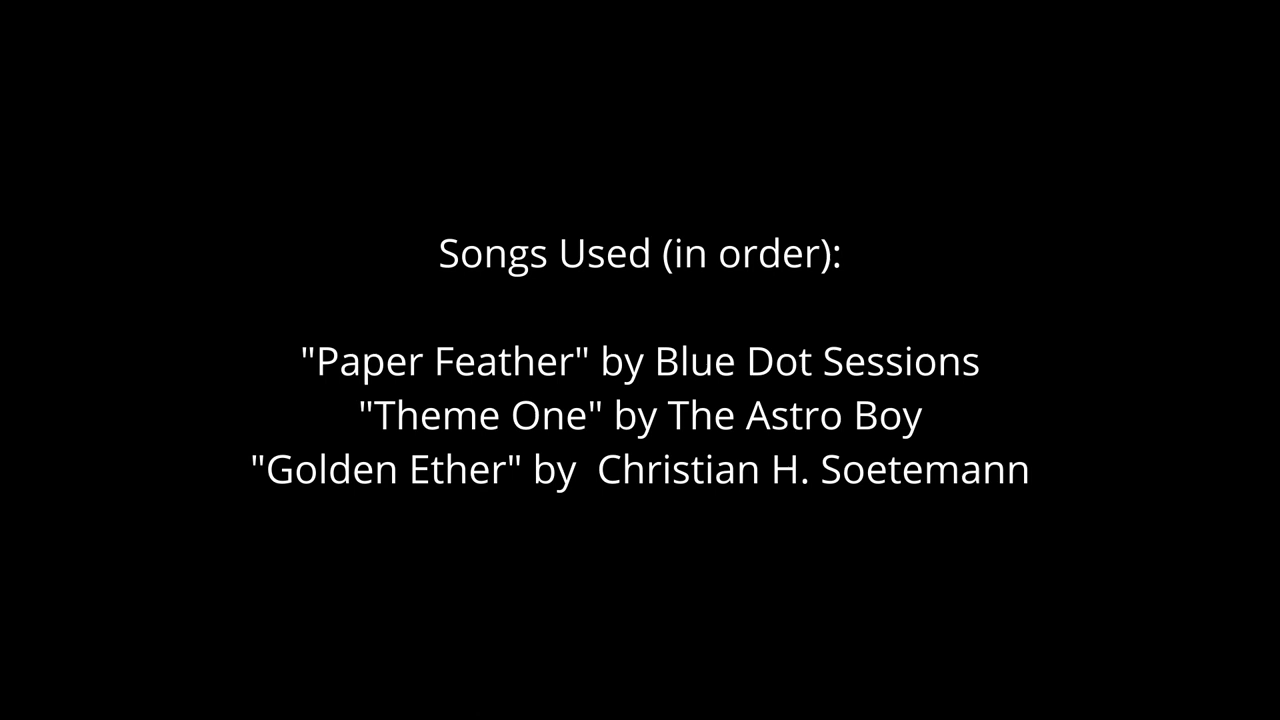 Songs Used (in order):
"Paper Feather" by Blue Dot Sessions
"Theme One" by The Astro Boy
"Golden Ether" by  Christian H. Soetemann